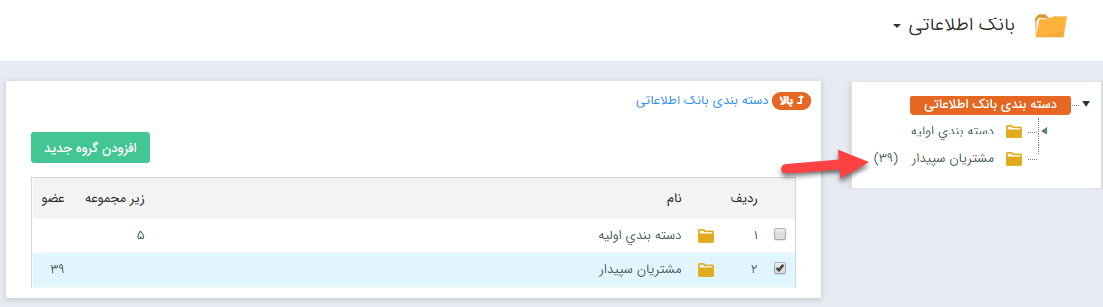 بانک اطلاعاتی
دسته بندی بانک اطلاعاتی
دسته بندي اوليه
مشتریان سپیدار (۳۹)
بالا دسته بندی بانک اطلاعاتی
افزودن گروه جدید
ردیف نام زیر مجموعه عضو
۱ دسته بندي اوليه ۵
۲ مشتریان سپیدار ۳۹